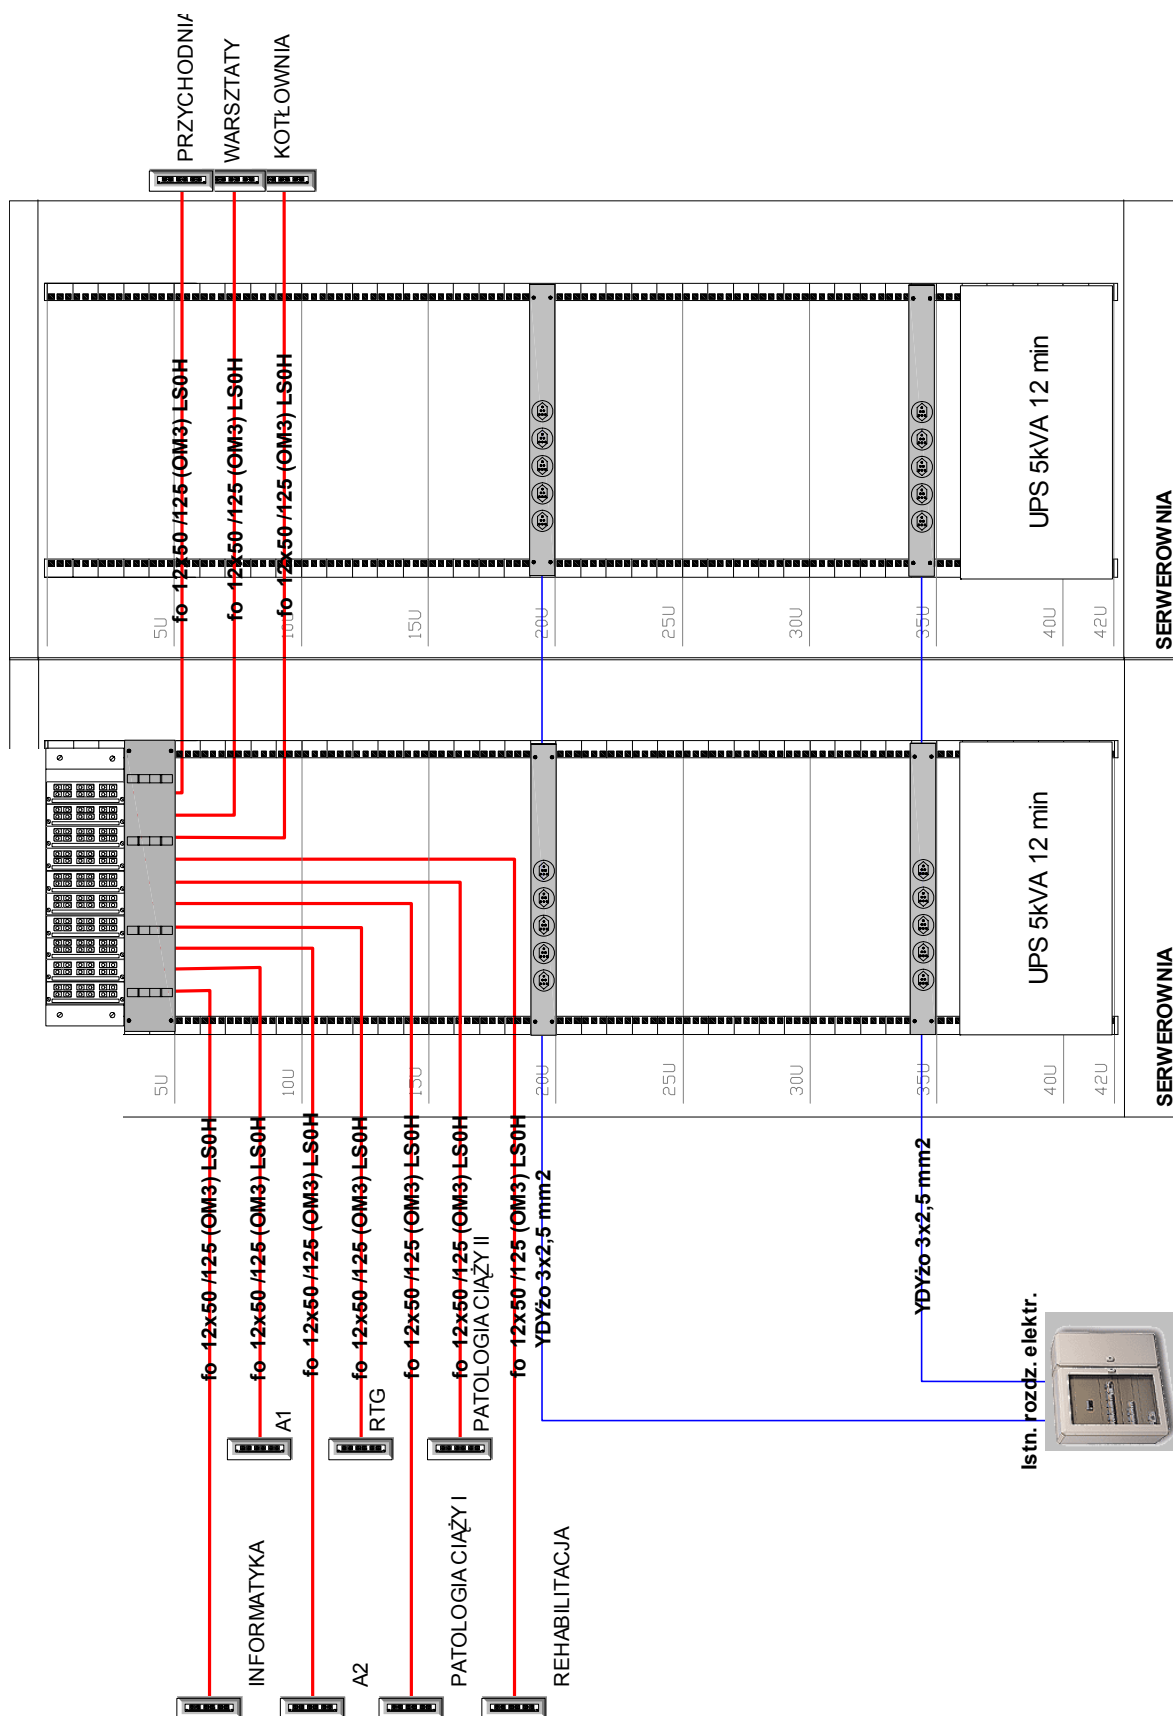 PRZYCHODNIA
WARSZTATY
KOTŁOWNIA
fo 12x50 /125 (OM3) LS0H
fo 12x50 /125 (OM3) LS0H
fo 12x50 /125 (OM3) LS0H
5U
10U
15U
20U
25U
30U
35U
40U
42U
UPS 5kVA 12 min
SERWEROWNIA
5U
10U
15U
20U
25U
30U
35U
40U
42U
UPS 5kVA 12 min
SERWEROWNIA
fo 12x50 /125 (OM3) LS0H
fo 12x50 /125 (OM3) LS0H
fo 12x50 /125 (OM3) LS0H
fo 12x50 /125 (OM3) LS0H
fo 12x50 /125 (OM3) LS0H
fo 12x50 /125 (OM3) LS0H
fo 12x50 /125 (OM3) LS0H
YDYżo 3x2,5 mm2
YDYżo 3x2,5 mm2
Istn. rozdz. elektr.
A1
RTG
PATOLOGIA CIĄŻY II
INFORMATYKA
A2
PATOLOGIA CIĄŻY I
REHABILITACJA